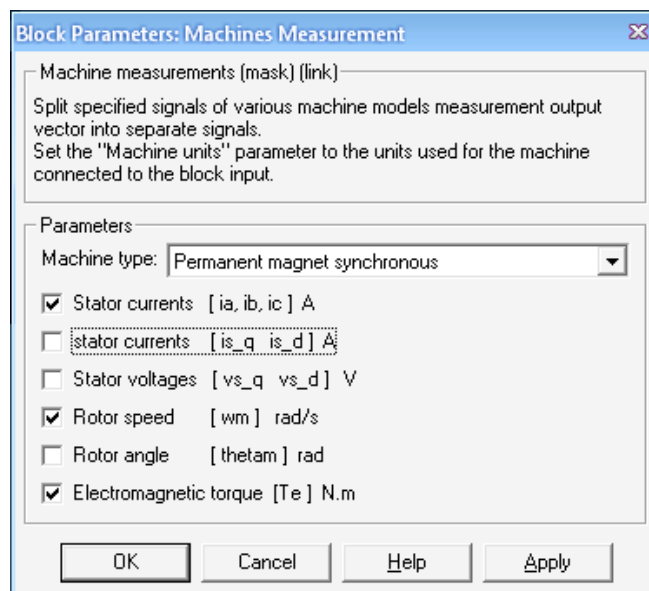 Block Parameters: Machines Measurement
Machine measurements (mask) (link)
Split specified signals of various machine models measurement output
vector into separate signals.
Set the "Machine units" parameter to the units used for the machine
connected to the block input.
Parameters
Machine type: Permanent magnet synchronous
Stator currents [ ia, ib, ic ] A
stator currents [ is_q is_d ] A
Stator voltages [ vs_q vs_d ] V
Rotor speed [ wm ] rad/s
Rotor angle [ thetam ] rad
Electromagnetic torque [Te ] N.m
OK Cancel Help Apply